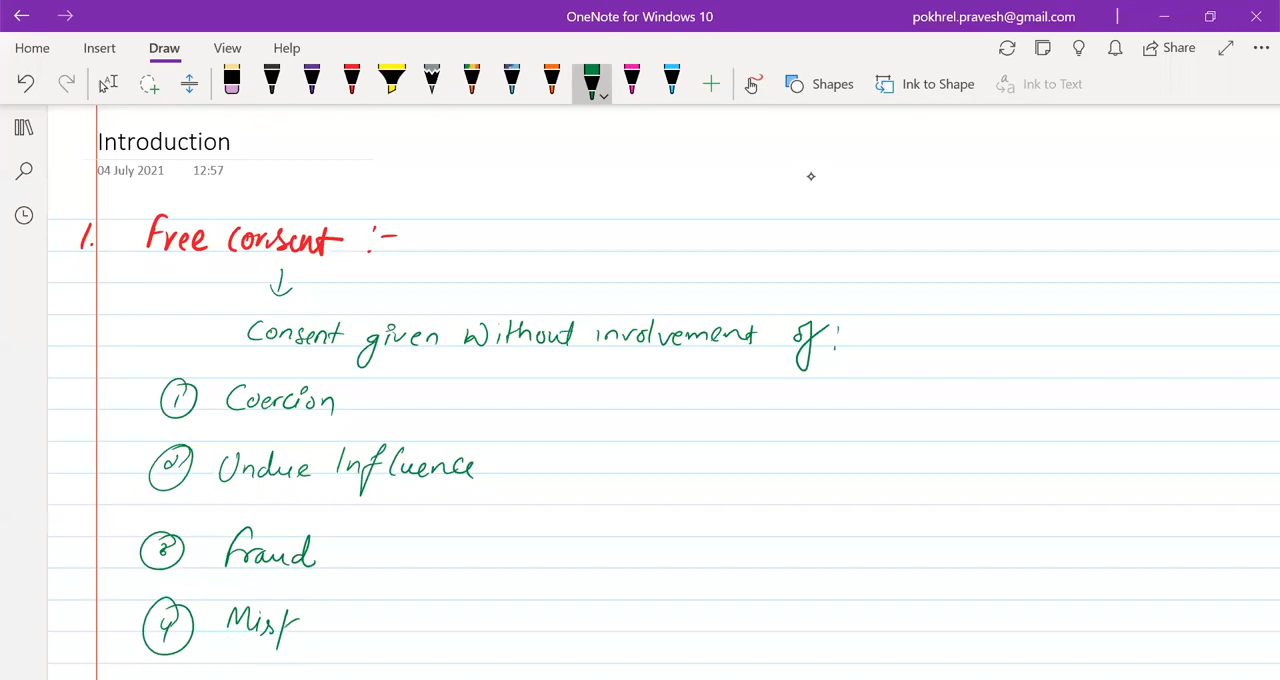 OneNote for Windows 10
pokhrel.pravesh@gmail.com
Home Insert Draw View Help
Share
Shapes Ink to Shape Ink to Text
Introduction
04 July 2021 12:57
1. Free consent :-
Consent given Without involvement of :
1 Coercion
2 Undue Influence
3 fraud
4